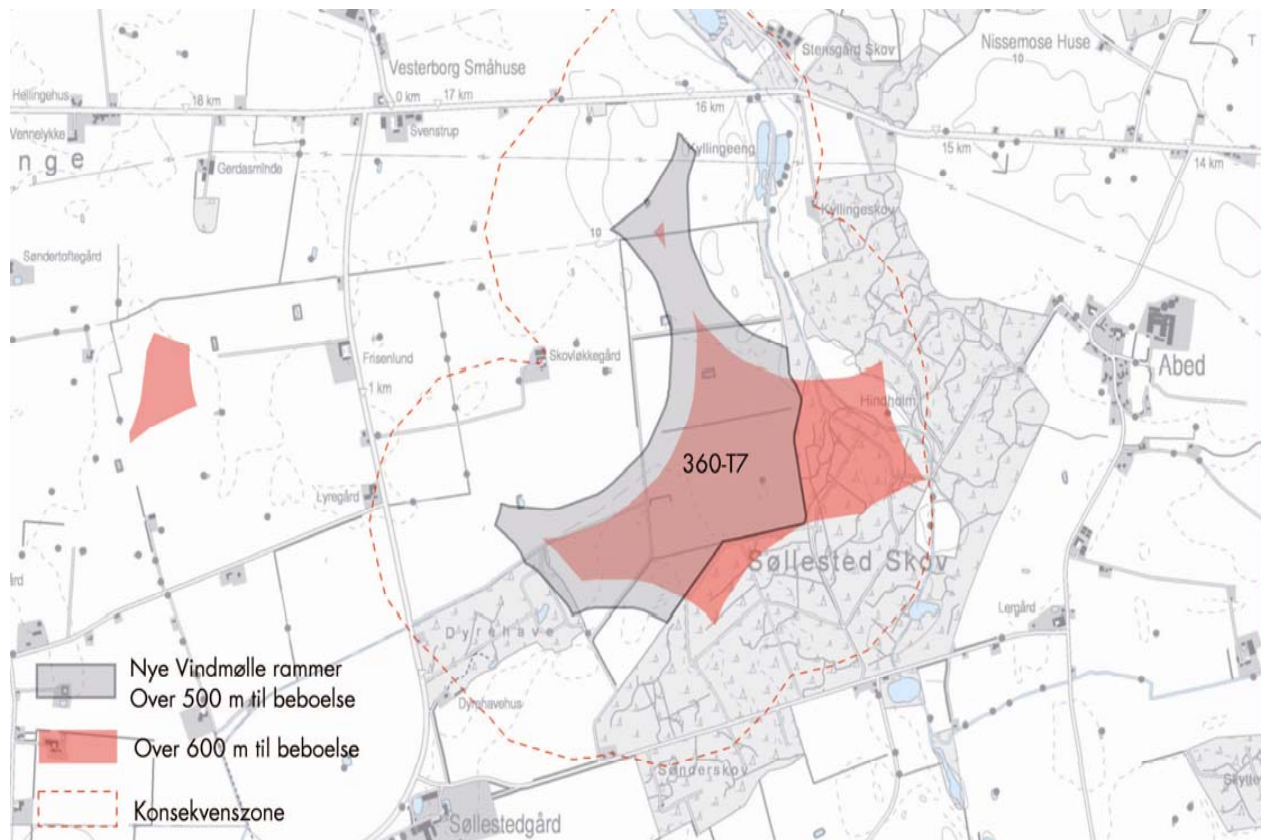 Stensgård Skov
Nissemose Huse
T
Vesterborg Småhuse
10
Hellingehus
18 km
0 km
17 km
16 km
Vennelykke
Svenstrup
15 km
14 km
n g e
Kyllingeeng
Gerdasminde
Kyllingeskov
10
Søndertoftegård
Skovløkkegård
Frisenlund
Abed
1 km
Hindholm
360-T7
Lyregård
Søllested Skov
Lergård
Dyrehave
Nye Vindmølle rammer
Over 500 m til beboelse
Dyrehavehus
Over 600 m til beboelse
Sønderskov
Konsekvenszone
Søllestedgård